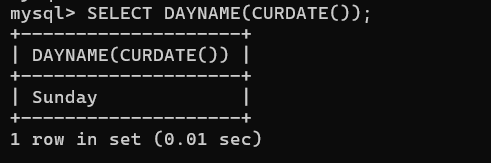 mysql> SELECT DAYNAME(CURDATE());
+--------------------+
| DAYNAME(CURDATE()) |
+--------------------+
| Sunday             |
+--------------------+
1 row in set (0.01 sec)